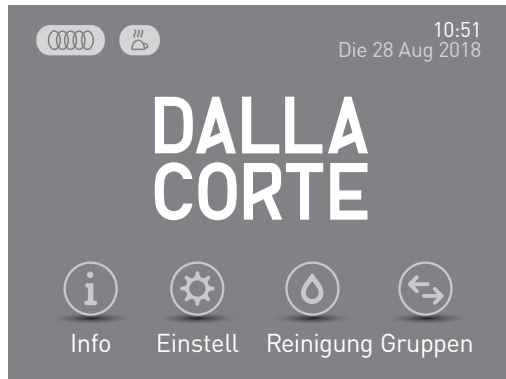 10:51
Die 28 Aug 2018
DALLA
CORTE
Info Einstell Reinigung Gruppen